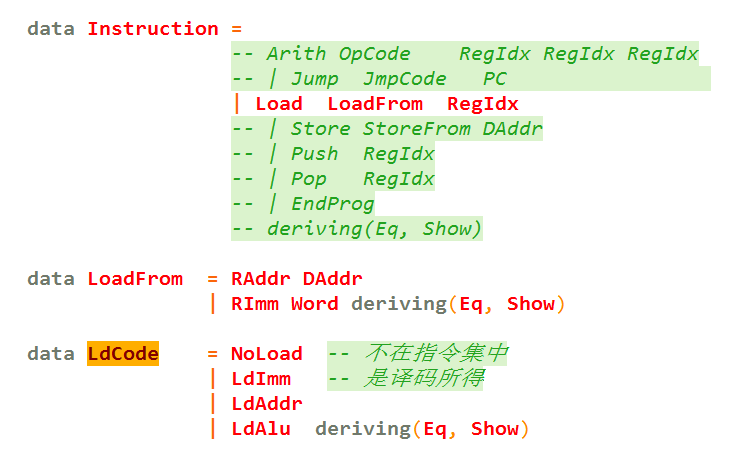 data Instruction =
-- Arith OpCode    RegIdx RegIdx RegIdx
-- | Jump  JmpCode   PC
| Load  LoadFrom  RegIdx
-- | Store StoreFrom DAddr
-- | Push  RegIdx
-- | Pop   RegIdx
-- | EndProg
-- deriving(Eq, Show)
data LoadFrom  = RAddr DAddr
| RImm Word deriving(Eq, Show)
data LdCode    = NoLoad  -- 不在指令集中
| LdImm   -- 是译码所得
| LdAddr
| LdAlu  deriving(Eq, Show)